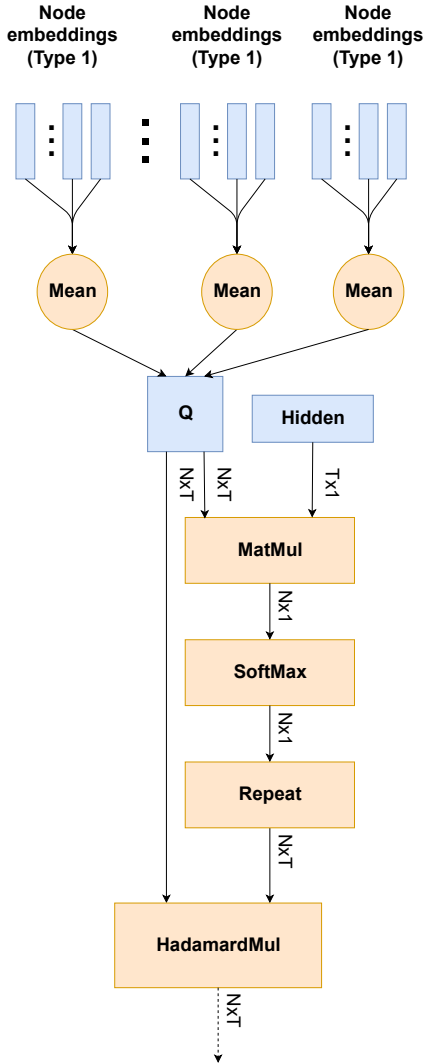 Node
embeddings
(Type 1)
Node
embeddings
(Type 1)
Node
embeddings
(Type 1)
Mean
Mean
Mean
Q
Hidden
NxT
NxT
Tx1
MatMul
Nx1
SoftMax
Nx1
Repeat
NxT
HadamardMul
NxT